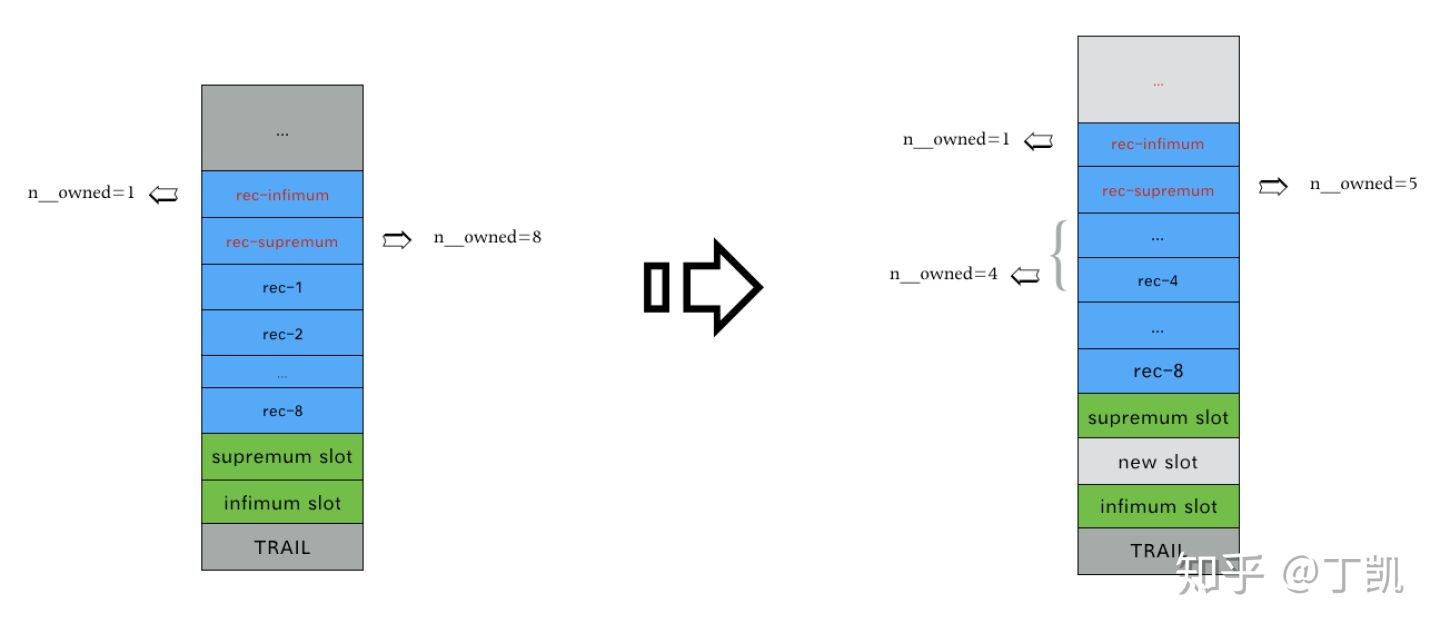 ...
n__owned=1
rec-infimum
rec-supremum
n__owned=8
rec-1
rec-2
...
rec-8
supremum slot
infimum slot
TRAIL
...
n__owned=1
rec-infimum
rec-supremum
n__owned=5
...
n__owned=4
rec-4
...
rec-8
supremum slot
new slot
infimum slot
TRAIL
知乎 @丁凯